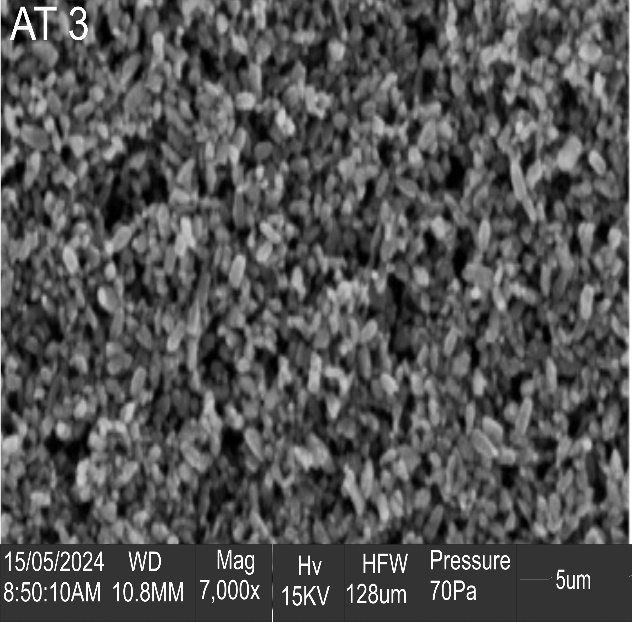 AT 3
15/05/2024 WD Mag Hv HFW Pressure
8:50:10AM 10.8MM 7,000x 15KV 128um 70Pa 5um